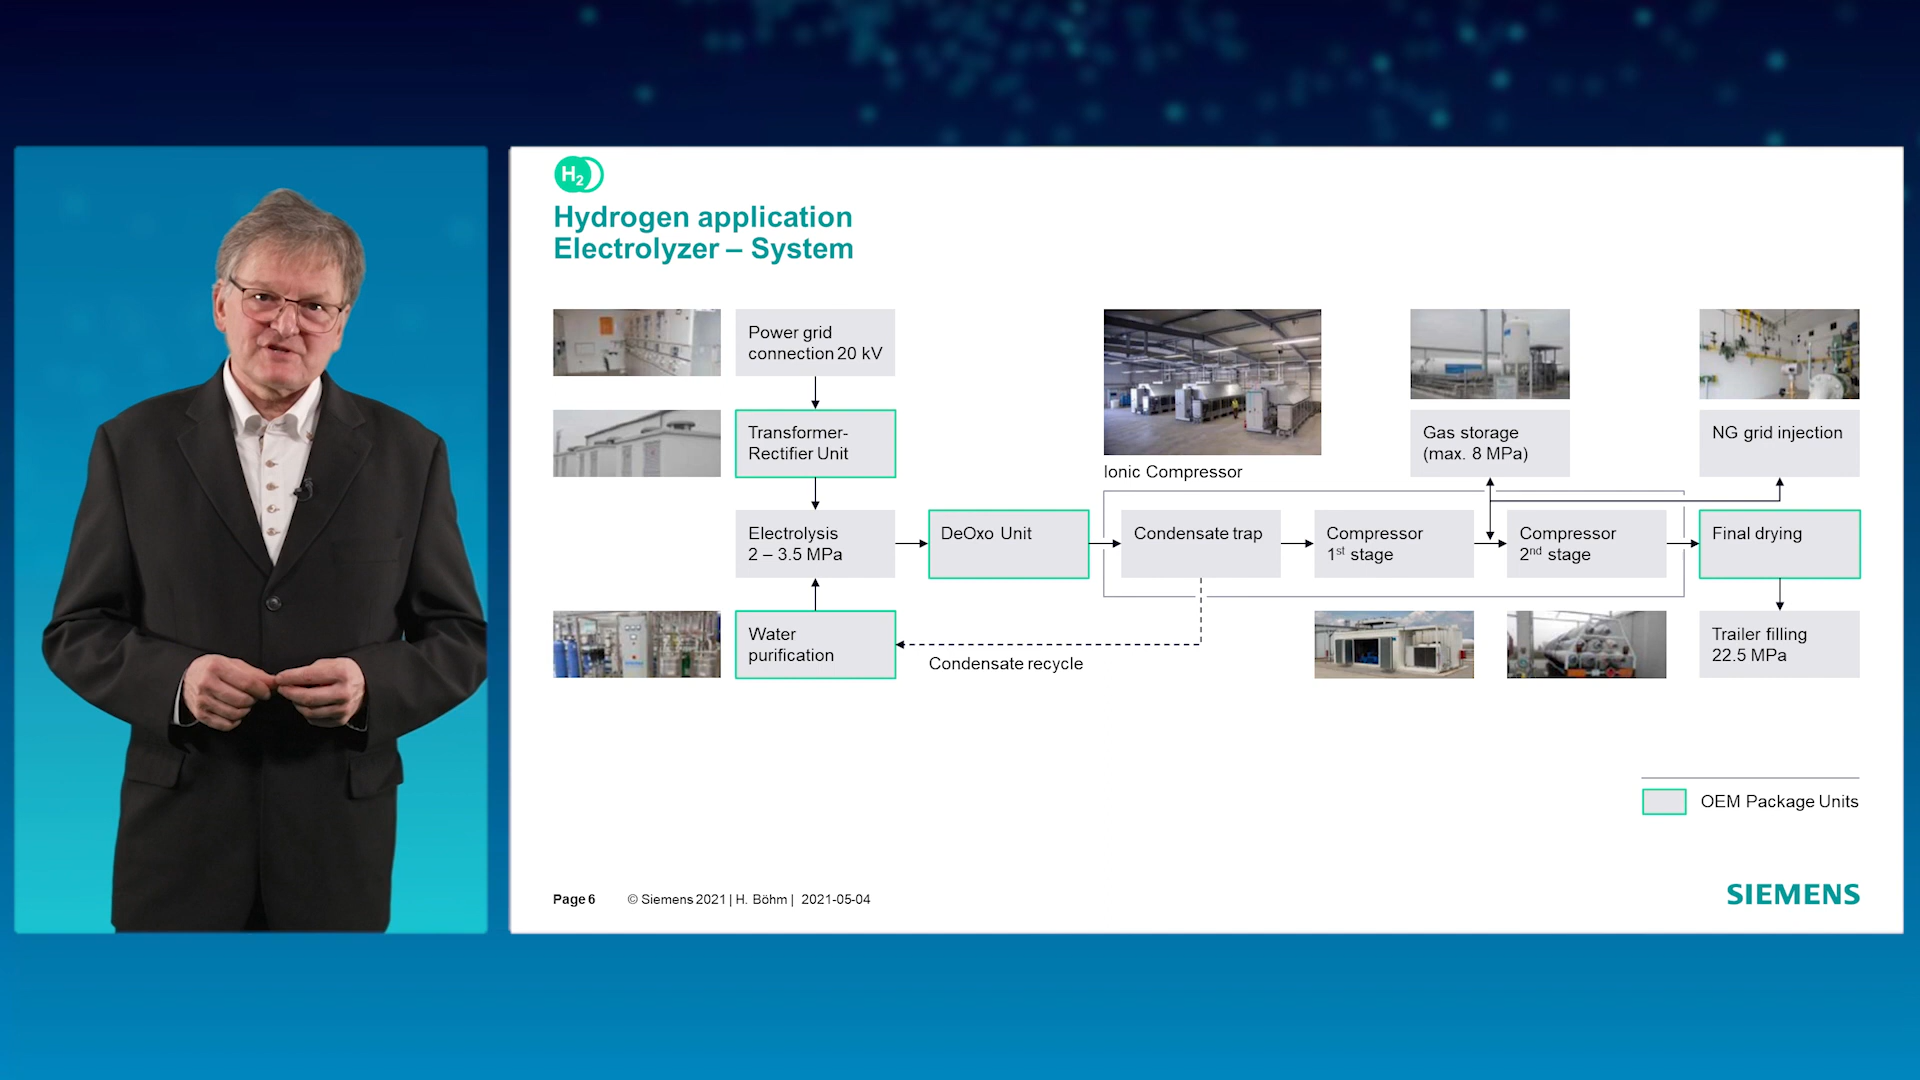 H2
Hydrogen application
Electrolyzer – System
Power grid
connection 20 kV
Transformer-
Rectifier Unit
Electrolysis
2 – 3.5 MPa
Water
purification
DeOxo Unit
Condensate recycle
Ionic Compressor
Condensate trap
Compressor
1st stage
Compressor
2nd stage
Gas storage
(max. 8 MPa)
NG grid injection
Final drying
Trailer filling
22.5 MPa
OEM Package Units
Page 6 © Siemens 2021 | H. Böhm | 2021-05-04
SIEMENS